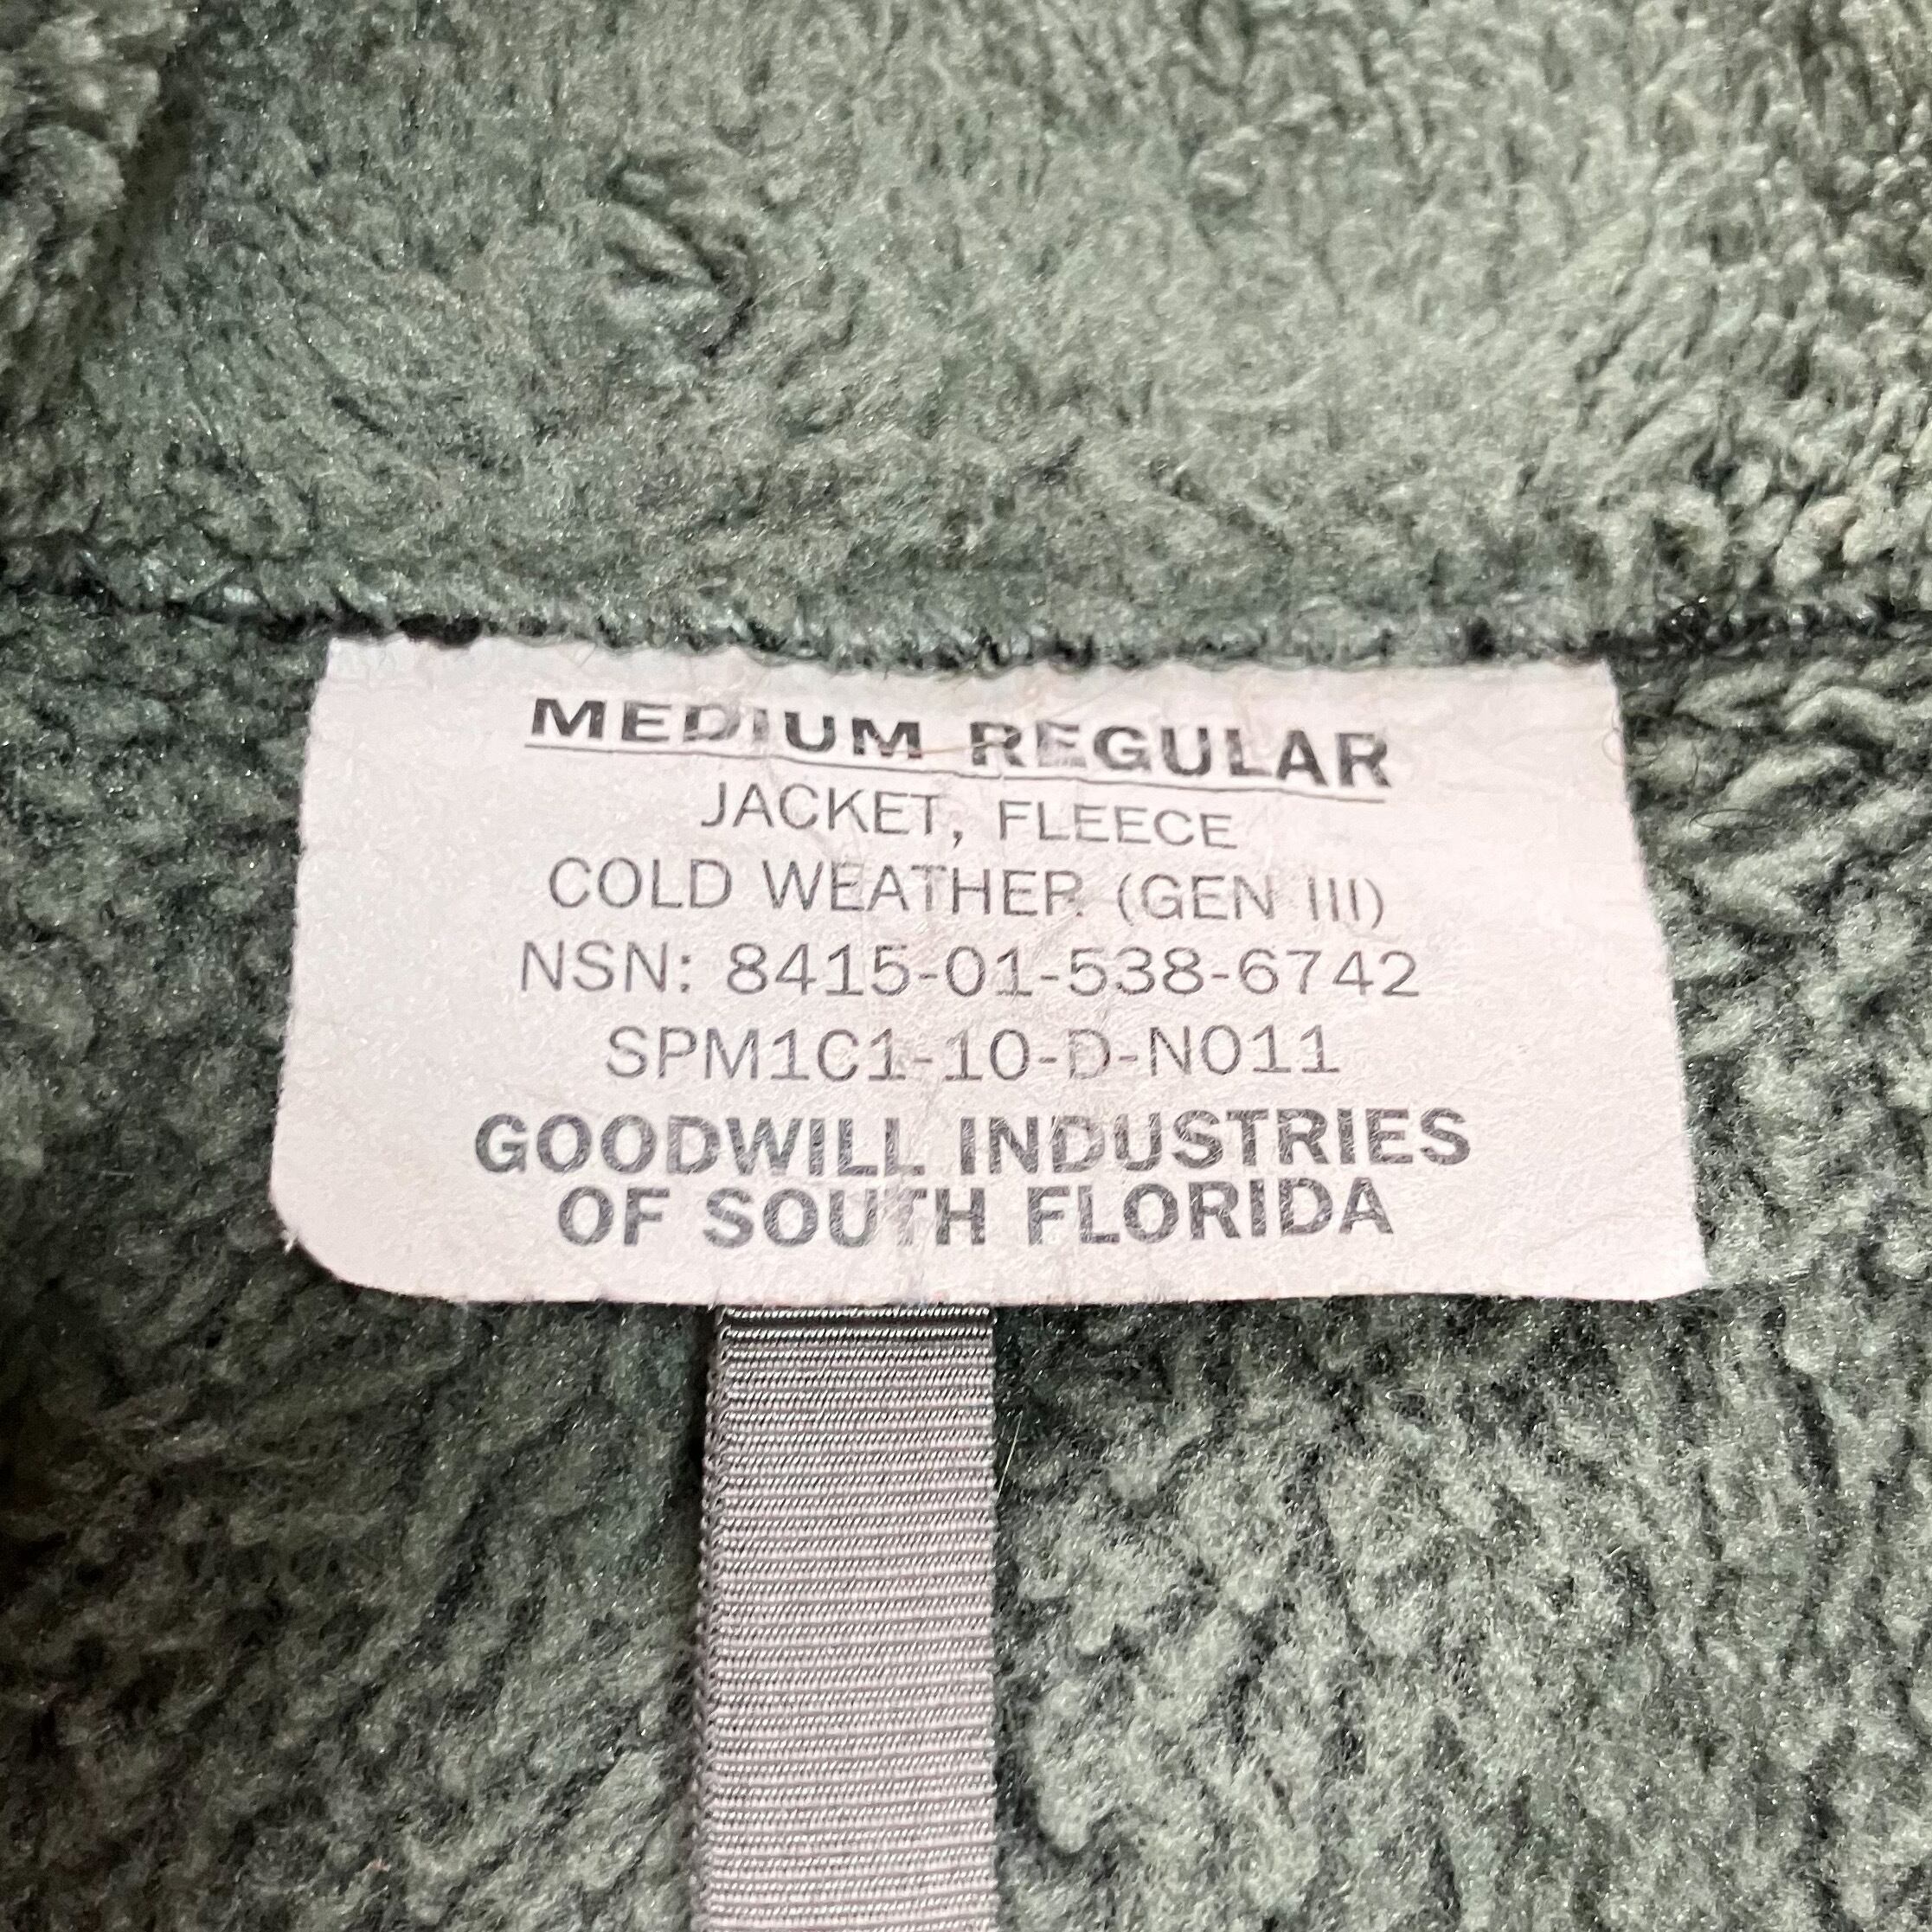 MEDIUM REGULAR
JACKET, FLEECE
COLD WEATHER (GEN III)
NSN: 8415-01-538-6742
SPM1C1-10-D-N011
GOODWILL INDUSTRIES
OF SOUTH FLORIDA